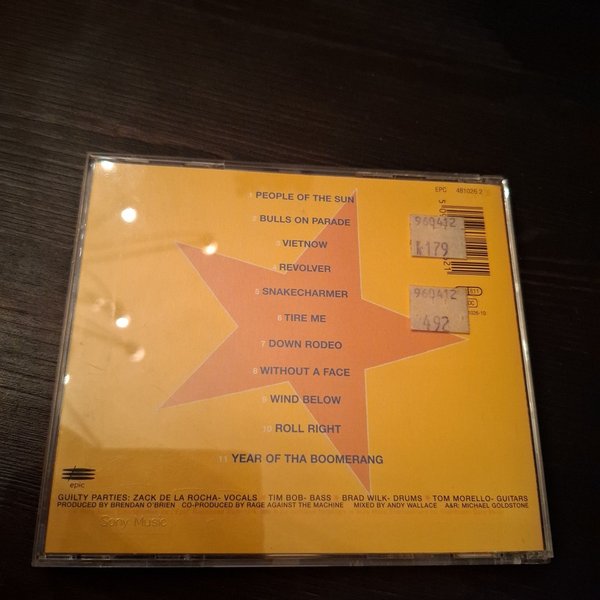 1 PEOPLE OF THE SUN
2 BULLS ON PARADE
3 VIETNOW
4 REVOLVER
5 SNAKECHARMER
6 TIRE ME
7 DOWN RODEO
8 WITHOUT A FACE
9 WIND BELOW
10 ROLL RIGHT
11 YEAR OF THA BOOMERANG
EPC 481026 2
960412
179
960412
492
epic
GUILTY PARTIES: ZACK DE LA ROCHA- VOCALS ★ TIM BOB- BASS ★ BRAD WILK- DRUMS ★ TOM MORELLO- GUITARS
PRODUCED BY BRENDAN O'BRIEN CO-PRODUCED BY RAGE AGAINST THE MACHINE MIXED BY ANDY WALLACE A&R: MICHAEL GOLDSTONE
Sony Music